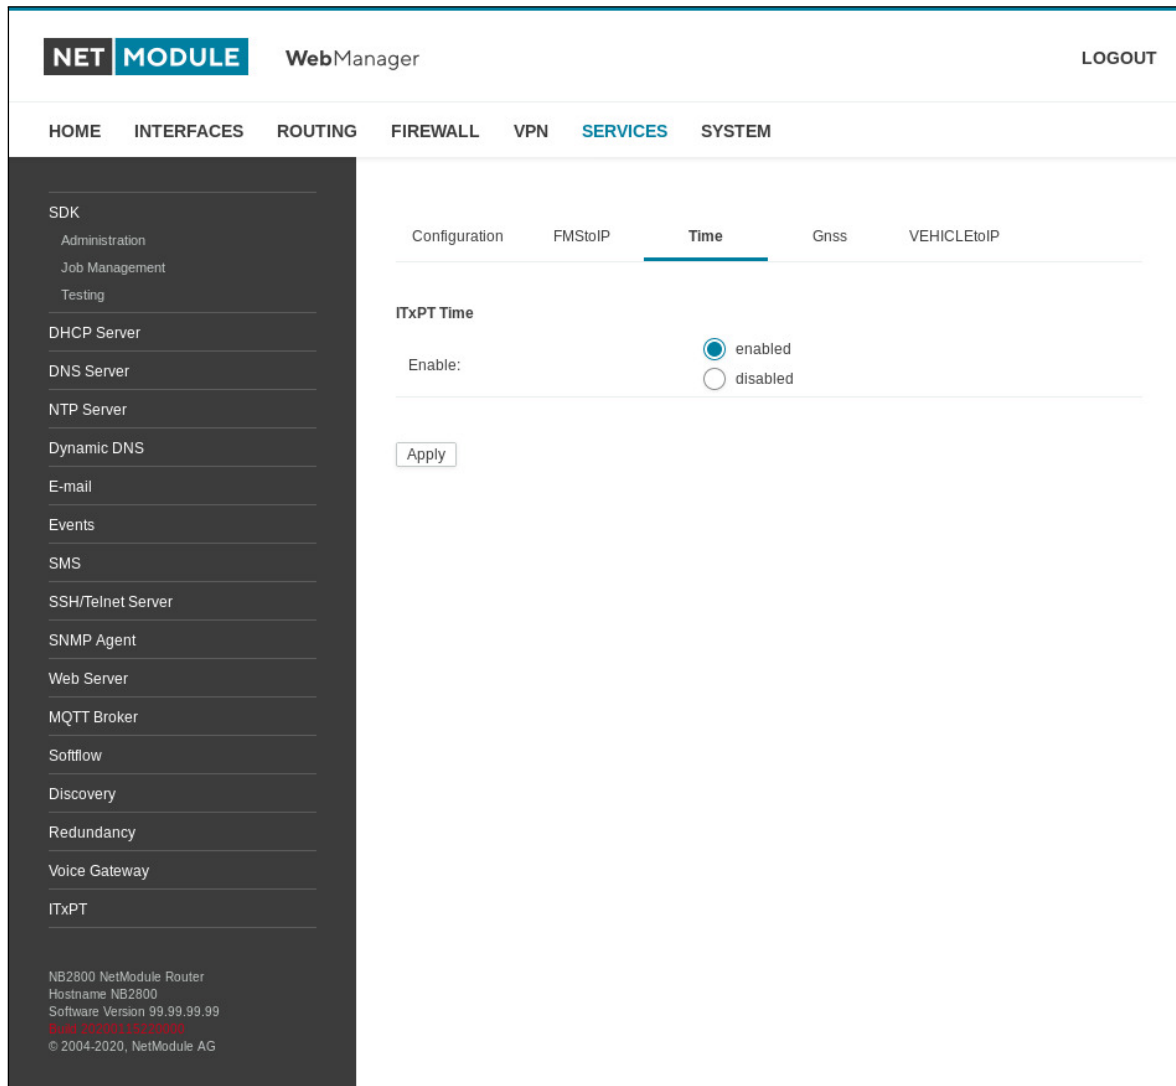 NET MODULE WebManager LOGOUT
HOME INTERFACES ROUTING FIREWALL VPN SERVICES SYSTEM
SDK
Administration
Job Management
Testing
DHCP Server
DNS Server
NTP Server
Dynamic DNS
E-mail
Events
SMS
SSH/Telnet Server
SNMP Agent
Web Server
MQTT Broker
Softflow
Discovery
Redundancy
Voice Gateway
ITxPT
NB2800 NetModule Router
Hostname NB2800
Software Version 99.99.99.99
Build
© 2004-2020, NetModule AG
Configuration FMStoIP Time Gnss VEHICLEtoIP
ITxPT Time
Enable:
enabled
disabled
Apply